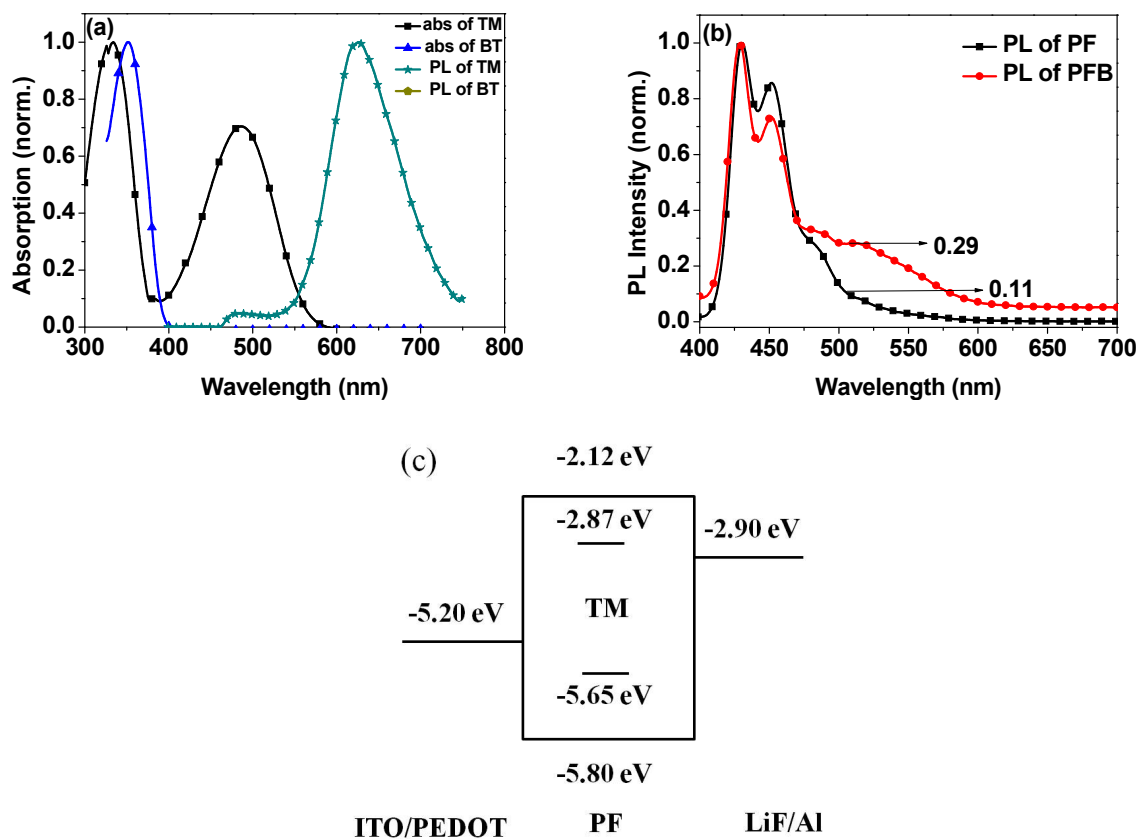 (a)
abs of TM
abs of BT
PL of TM
PL of BT
Absorption (norm.)
1.0
0.8
0.6
0.4
0.2
0.0
300 400 500 600 700 800
Wavelength (nm)
(b)
PL of PF
PL of PFB
PL Intensity (norm.)
1.0
0.8
0.6
0.4
0.2
0.0
0.29
0.11
400 450 500 550 600 650 700
Wavelength (nm)
(c)
-2.12 eV
-2.87 eV
-2.90 eV
TM
-5.20 eV
-5.65 eV
-5.80 eV
ITO/PEDOT PF LiF/Al